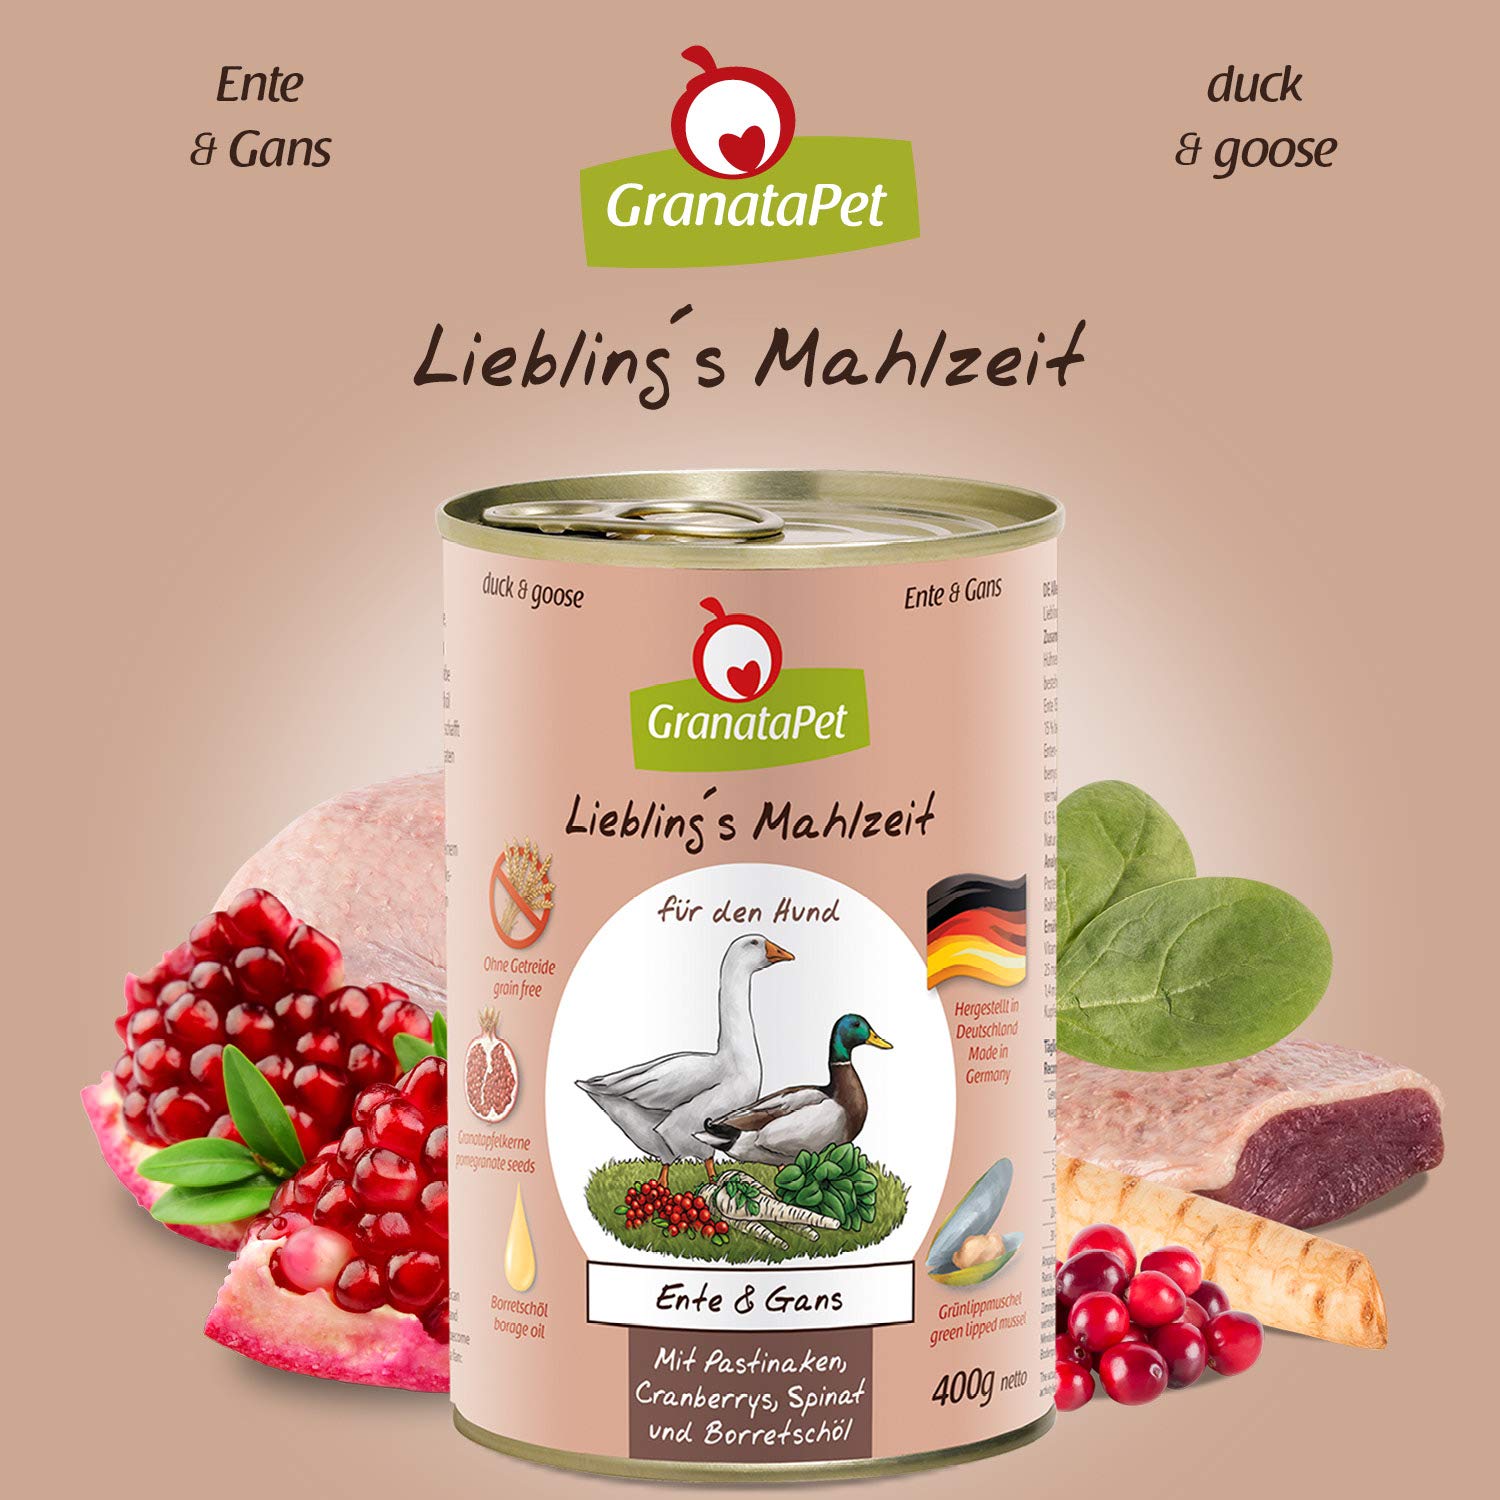 Ente
& Gans
GranataPet
duck
& goose
Liebling´s Mahlzeit
duck & goose
Ente & Gans
GranataPet
Liebling´s Mahlzeit
für den Hund
Ohne Getreide
grain free
Granatapfelkerne
pomegranate seeds
Borretschöl
borage oil
Hergestellt in
Deutschland
Made in
Germany
Grünlippmuschel
green lipped mussel
Ente & Gans
Mit Pastinaken,
Cranberrys, Spinat
und Borretschöl
400g netto